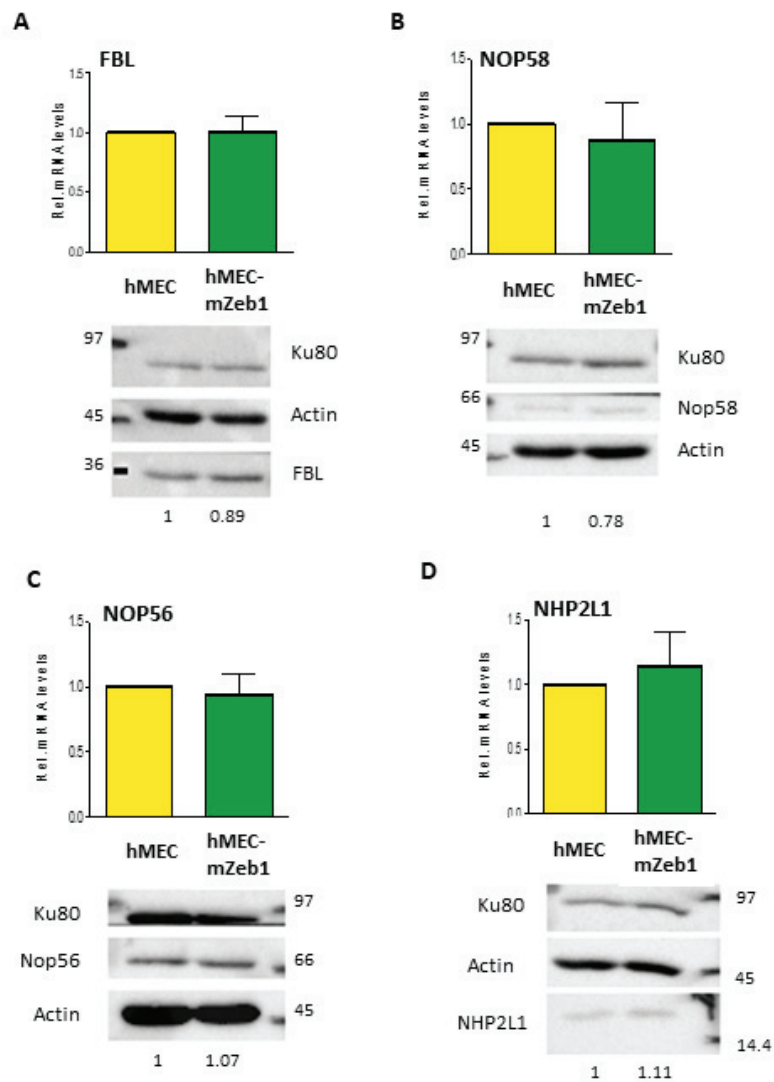 A
FBL
Rel.mRNA levels
1.5
1.0
0.5
0.0
hMEC
hMEC-
mZeb1
97
Ku80
45
Actin
36
FBL
1 0.89
B
NOP58
Rel.mRNA levels
1.5
1.0
0.5
0.0
hMEC
hMEC-
mZeb1
97
Ku80
66
Nop58
45
Actin
1 0.78
C
NOP56
Rel.mRNA levels
1.5
1.0
0.5
0.0
hMEC
hMEC-
mZeb1
Ku80
97
Nop56
66
Actin
45
1 1.07
D
NHP2L1
Rel.mRNA levels
1.5
1.0
0.5
0.0
hMEC
hMEC-
mZeb1
Ku80
97
Actin
45
NHP2L1
14.4
1 1.11